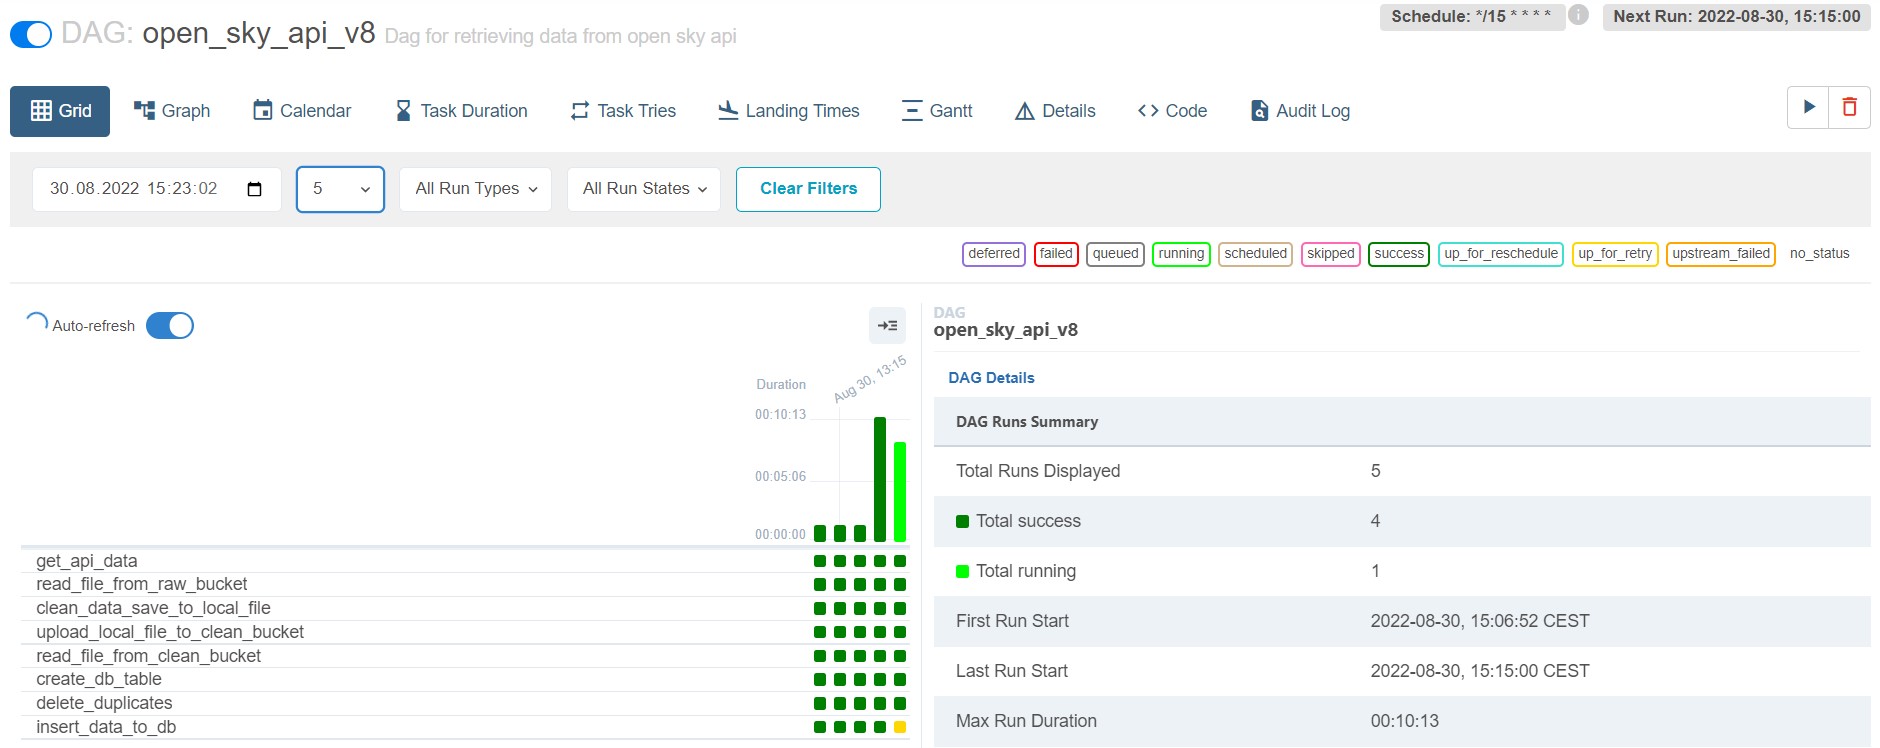 DAG: open_sky_api_v8 Dag for retrieving data from open sky api
Schedule: */15 * * * *
i
Next Run: 2022-08-30, 15:15:00
Grid Graph Calendar Task Duration Task Tries Landing Times Gantt Details Code Audit Log
30.08.2022 15:23:02 5 All Run Types All Run States Clear Filters
deferred failed queued running scheduled skipped success up_for_reschedule up_for_retry upstream_failed no_status
Auto-refresh
Duration
Aug 30, 13:15
00:10:13
00:05:06
00:00:00
get_api_data
read_file_from_raw_bucket
clean_data_save_to_local_file
upload_local_file_to_clean_bucket
read_file_from_clean_bucket
create_db_table
delete_duplicates
insert_data_to_db
DAG
open_sky_api_v8
DAG Details
DAG Runs Summary
Total Runs Displayed 5
Total success 4
Total running 1
First Run Start 2022-08-30, 15:06:52 CEST
Last Run Start 2022-08-30, 15:15:00 CEST
Max Run Duration 00:10:13